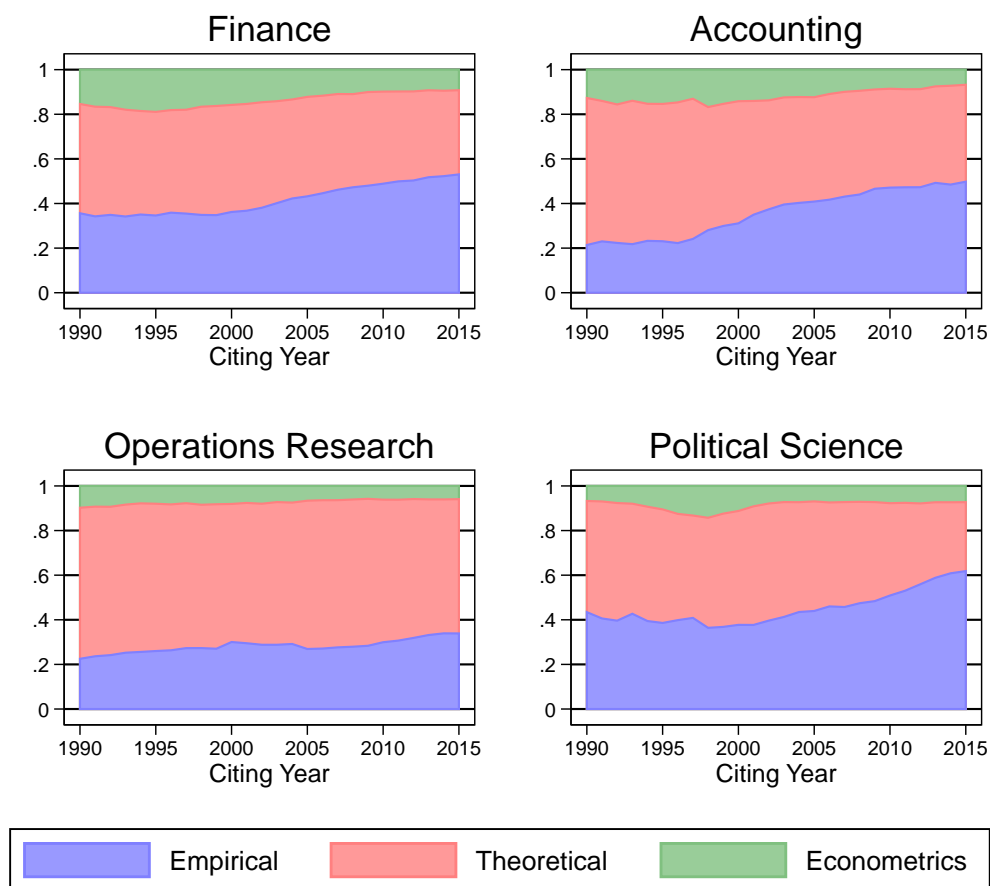 Finance
1
.8
.6
.4
.2
0
1990 1995 2000 2005 2010 2015
Citing Year
Accounting
1
.8
.6
.4
.2
0
1990 1995 2000 2005 2010 2015
Citing Year
Operations Research
1
.8
.6
.4
.2
0
1990 1995 2000 2005 2010 2015
Citing Year
Political Science
1
.8
.6
.4
.2
0
1990 1995 2000 2005 2010 2015
Citing Year
Empirical Theoretical Econometrics